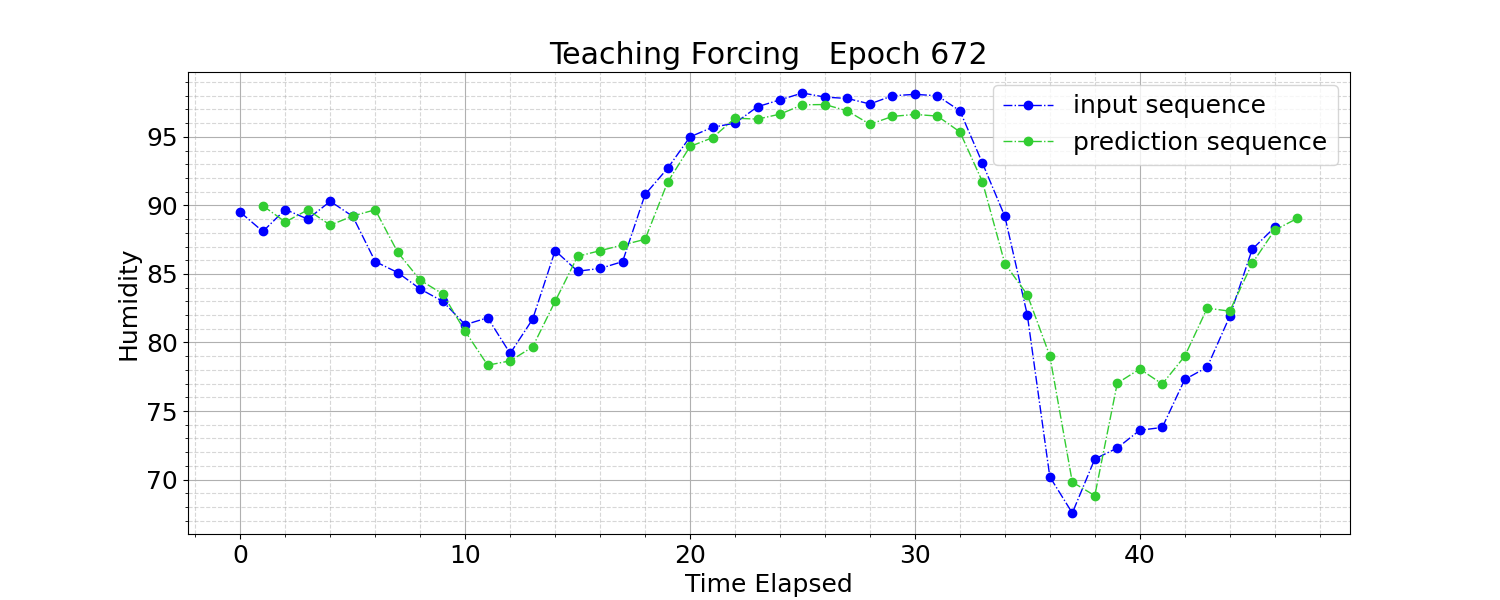 Teaching Forcing   Epoch 672
input sequence
prediction sequence
95
90
85
80
75
70
Humidity
0 10 20 30 40
Time Elapsed